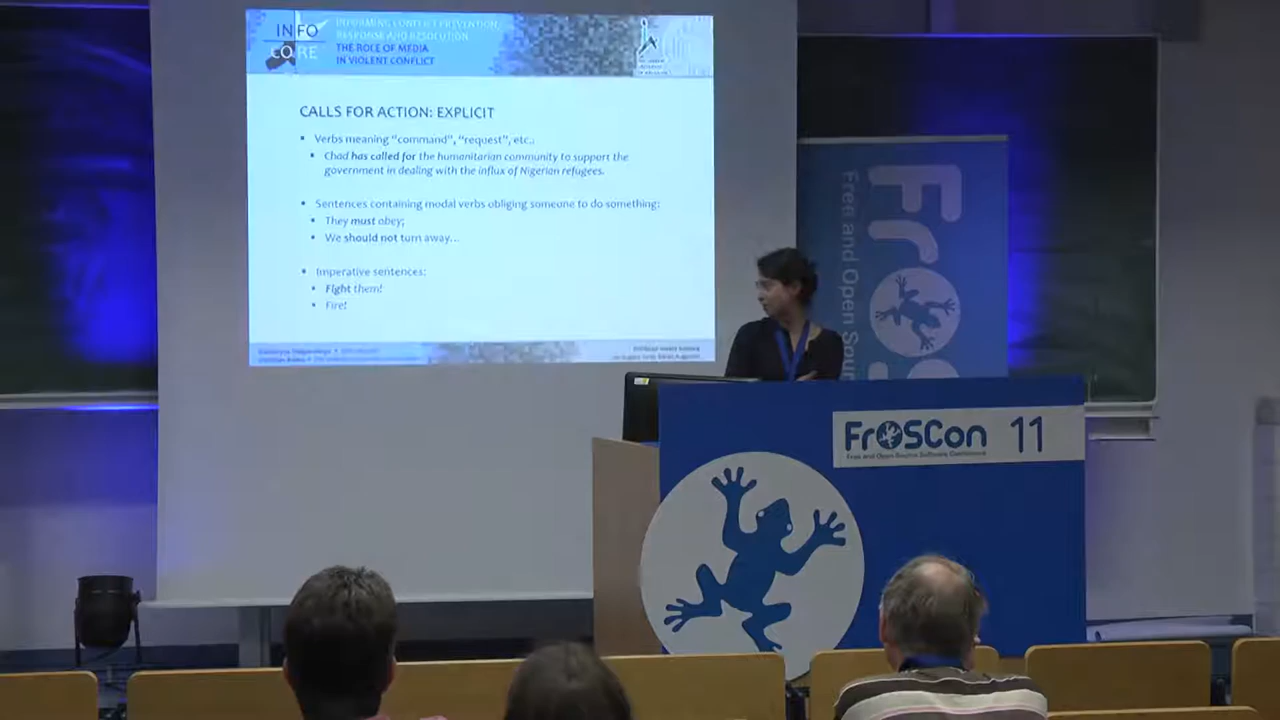 INFO
CORE
INFORMING CONFLICT PREVENTION,
RESPONSE AND RESOLUTION
THE ROLE OF MEDIA
IN VIOLENT CONFLICT
CALLS FOR ACTION: EXPLICIT
Verbs meaning “command”, “request”, etc.,
Chad has called for the humanitarian community to support the
government in dealing with the influx of Nigerian refugees.
Sentences containing modal verbs obliging someone to do something:
They must obey;
We should not turn away…
Imperative sentences:
Fight them!
Fire!
FrOS
Free and Open Sour
FrOSCon 11
Free and Open Source Software Conference